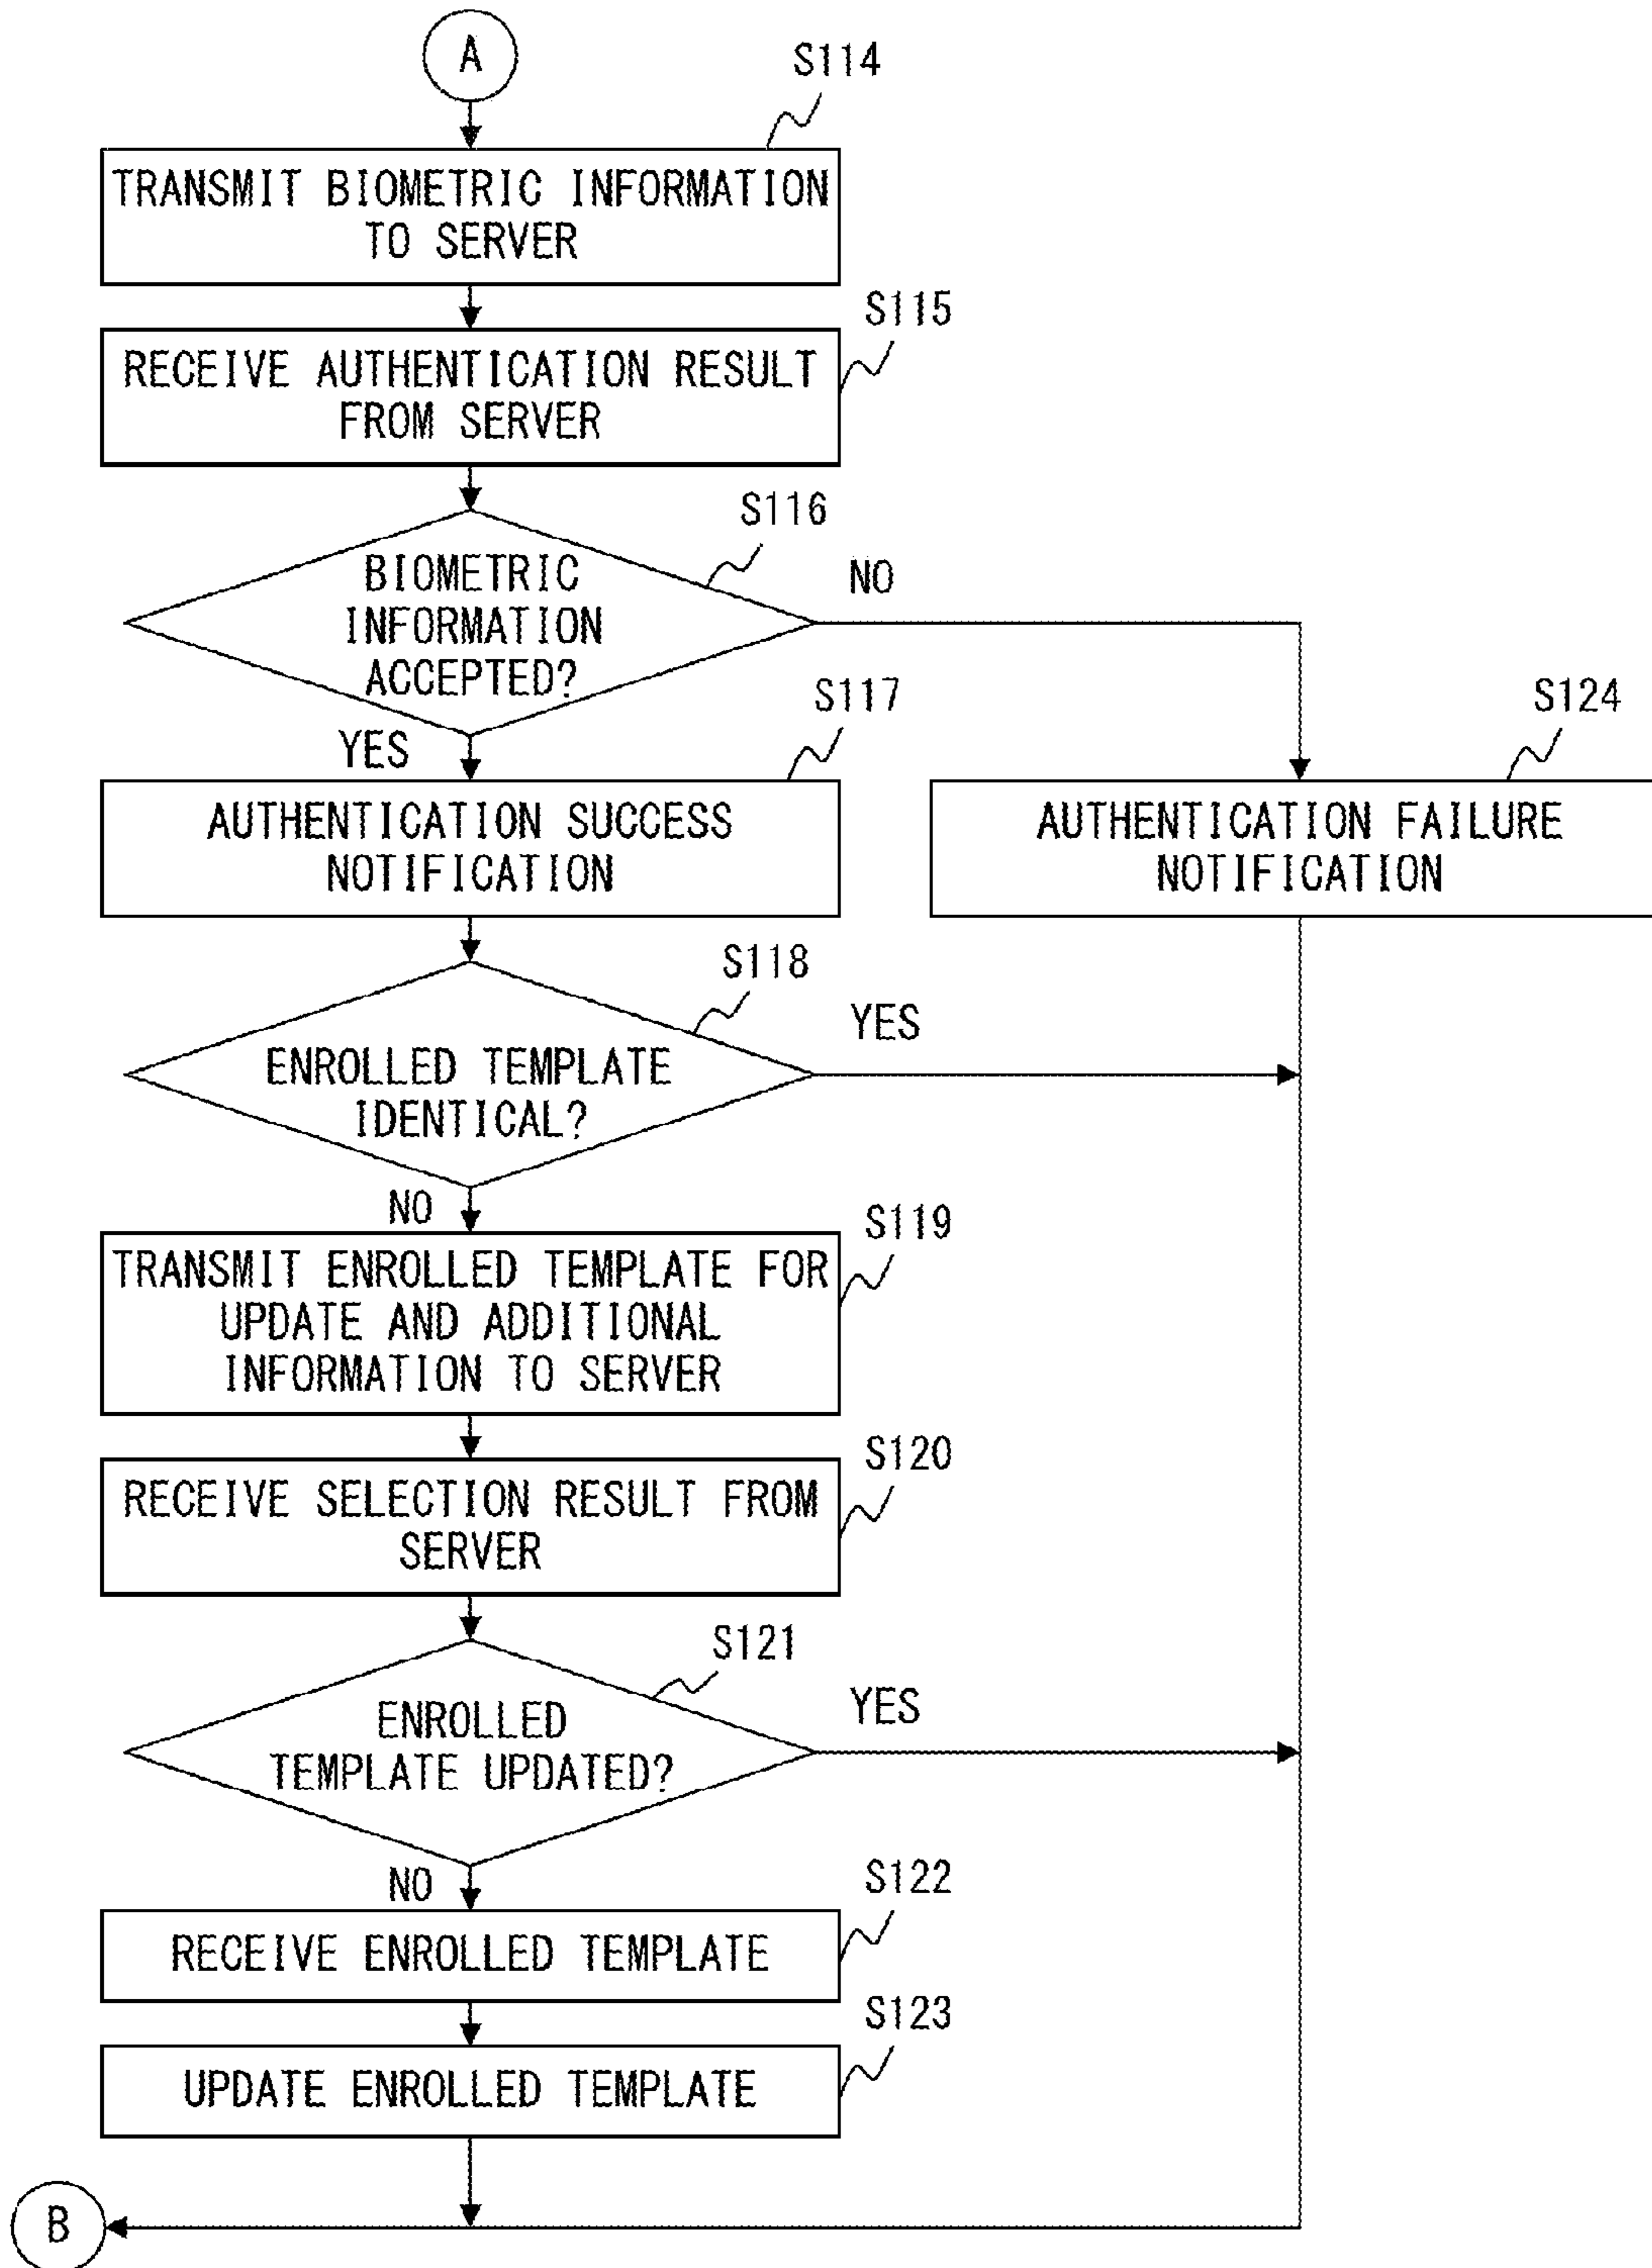 A
S114
TRANSMIT BIOMETRIC INFORMATION
TO SERVER
S115
RECEIVE AUTHENTICATION RESULT
FROM SERVER
S116
BIOMETRIC
INFORMATION
ACCEPTED?
NO
YES
S117
AUTHENTICATION SUCCESS
NOTIFICATION
S124
AUTHENTICATION FAILURE
NOTIFICATION
S118
ENROLLED TEMPLATE
IDENTICAL?
YES
NO
S119
TRANSMIT ENROLLED TEMPLATE FOR
UPDATE AND ADDITIONAL
INFORMATION TO SERVER
S120
RECEIVE SELECTION RESULT FROM
SERVER
S121
ENROLLED
TEMPLATE UPDATED?
YES
NO
S122
RECEIVE ENROLLED TEMPLATE
S123
UPDATE ENROLLED TEMPLATE
B